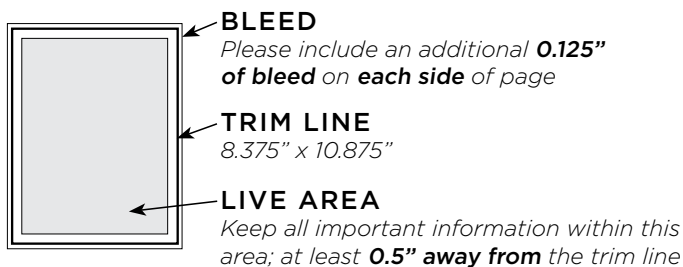 BLEED
Please include an additional 0.125”
of bleed on each side of page
TRIM LINE
8.375” x 10.875”
LIVE AREA
Keep all important information within this
area; at least 0.5” away from the trim line